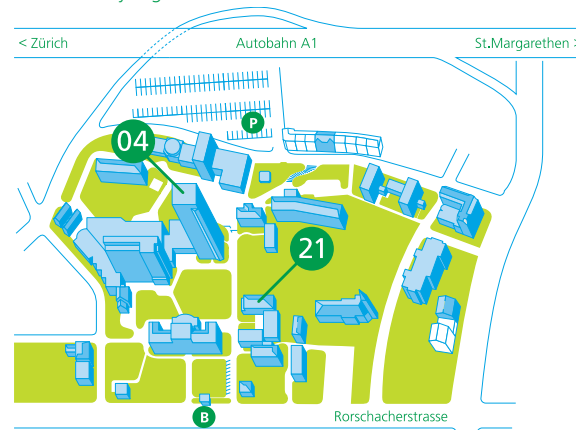 < Zürich
Autobahn A1
St.Margarethen >
P
04
21
B
Rorschacherstrasse